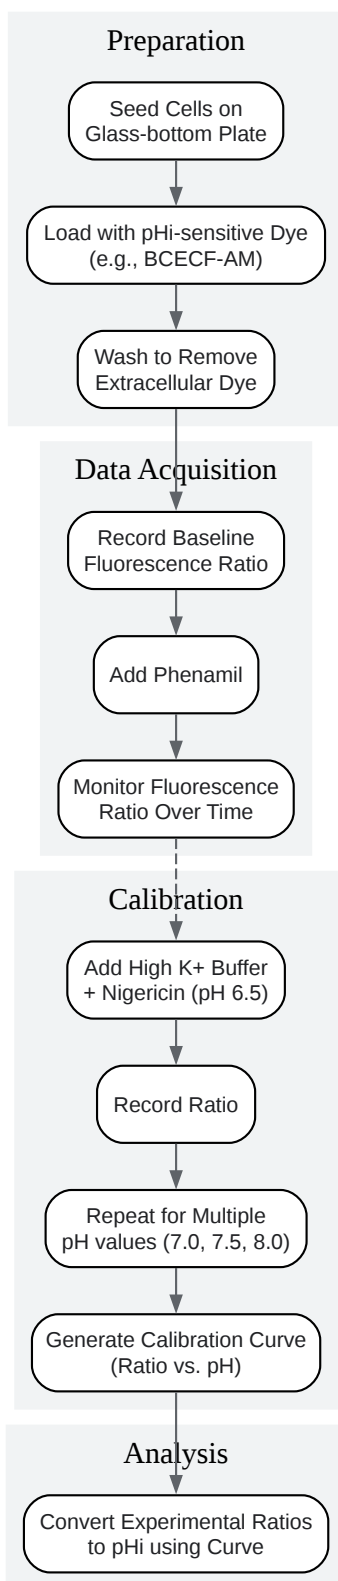 Preparation
Seed Cells on
Glass-bottom Plate
Load with pHi-sensitive Dye
(e.g., BCECF-AM)
Wash to Remove
Extracellular Dye
Data Acquisition
Record Baseline
Fluorescence Ratio
Add Phenamil
Monitor Fluorescence
Ratio Over Time
Calibration
Add High K+ Buffer
+ Nigericin (pH 6.5)
Record Ratio
Repeat for Multiple
pH values (7.0, 7.5, 8.0)
Generate Calibration Curve
(Ratio vs. pH)
Analysis
Convert Experimental Ratios
to pHi using Curve